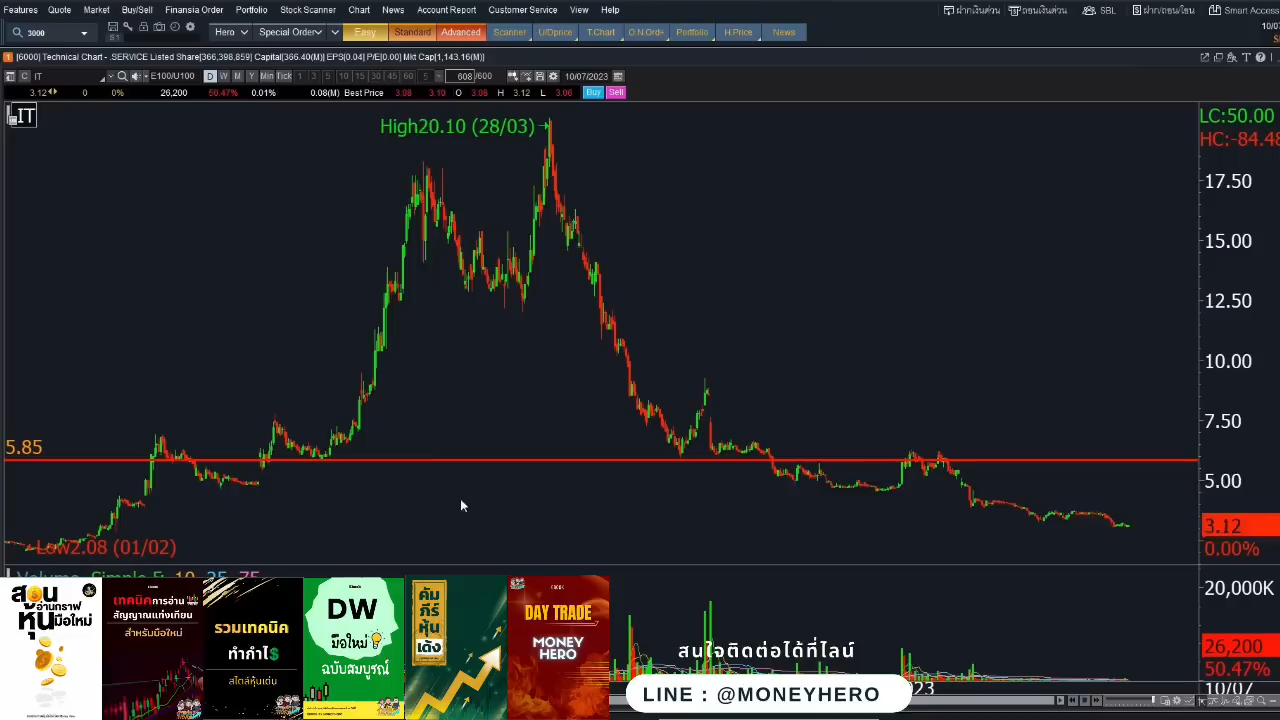 Features Quote Market Buy/Sell Finansia Order Portfolio Stock Scanner Chart News Account Report Customer Service View Help ฝากเงินด่วน ถอนเงินด่วน SBL ฝากถอน/โอน Smart Access
3000 Hero Special Order Easy Standard Advanced Scanner U/Dprice T.Chart O.N.Ord+ Portfolio H.Price News 10/0
1 [6000] Technical Chart - .SERVICE Listed Share[366,398,859] Capital[366.40(M)] EPS[0.04] P/E[0.00] Mkt Cap[1,143.16(M)]
C IT E100/U100 D W M Y Min Tick 1 3 5 10 15 30 45 60 5 608 /600 10/07/2023
3.12 0 0% 26,200 50.47% 0.01% 0.08(M) Best Price 3.08 3.10 O 3.08 H 3.12 L 3.06 Buy Sell
IT
LC:50.00
High20.10 (28/03)
HC:-84.48
17.50
15.00
12.50
10.00
7.50
5.85
5.00
3.12
Low2.08 (01/02)
0.00%
20,000K
26,200
50.47%
10/07
สอน
อ่านกราฟ
หุ้น
มือใหม่
เทคนิคการอ่าน
สัญญาณแท่งเทียน
สำหรับมือใหม่
รวมเทคนิค
ทำกำไ$
สไตล์หุ้นเด่น
Ebook
DW
มือใหม่
ฉบับสมบูรณ์
คัม
ภีร์
หุ้น
เด้ง
EBOOK
DAY TRADE
MONEY
HERO
สนใจติดต่อได้ที่ไลน์
LINE : @MONEYHERO